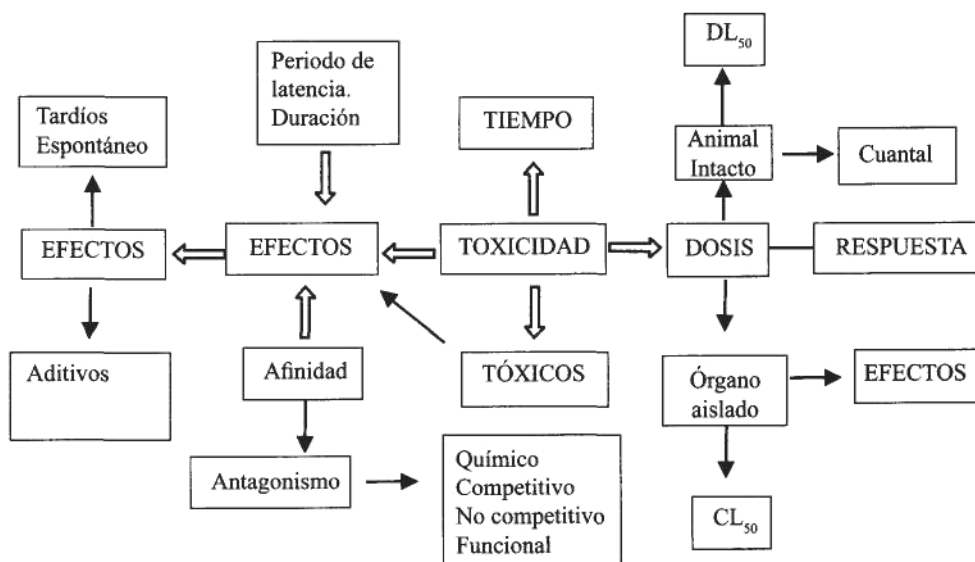 DL₅₀
Periodo de
latencia.
Duración
Tardíos
Espontáneo
TIEMPO
Animal
Intacto
Cuantal
EFECTOS
EFECTOS
TOXICIDAD
DOSIS
RESPUESTA
Aditivos
Afinidad
TÓXICOS
Órgano
aislado
EFECTOS
Antagonismo
Químico
Competitivo
No competitivo
Funcional
CL₅₀